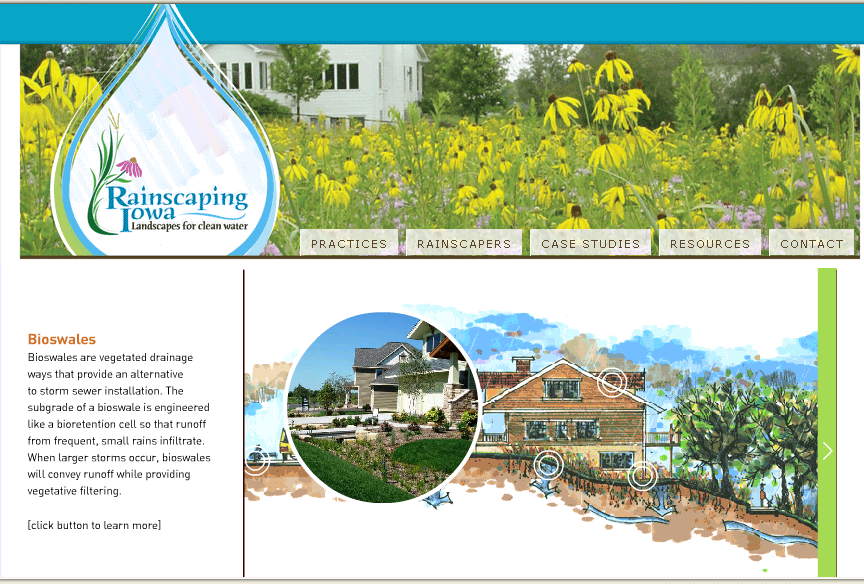 Rainscaping
Iowa
Landscapes for clean water
PRACTICES RAINSCAPERS CASE STUDIES RESOURCES CONTACT
Bioswales
Bioswales are vegetated drainage
ways that provide an alternative
to storm sewer installation. The
subgrade of a bioswale is engineered
like a bioretention cell so that runoff
from frequent, small rains infiltrate.
When larger storms occur, bioswales
will convey runoff while providing
vegetative filtering.
[click button to learn more]